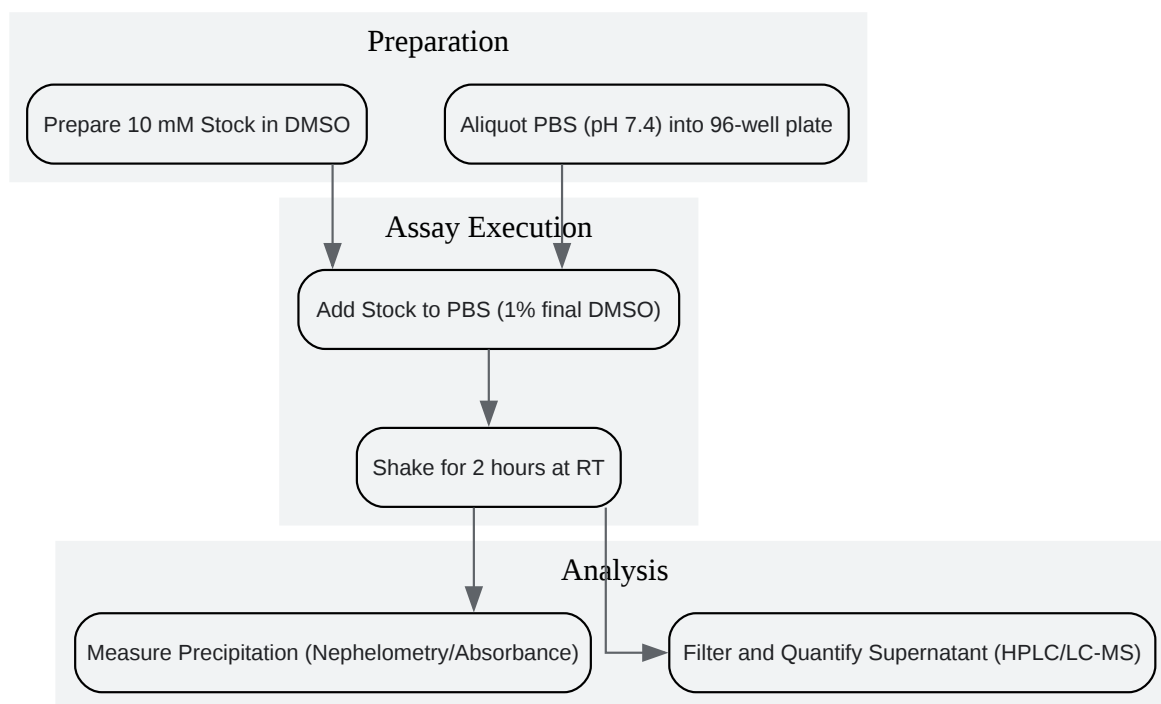 Preparation
Prepare 10 mM Stock in DMSO
Aliquot PBS (pH 7.4) into 96-well plate
Assay Execution
Add Stock to PBS (1% final DMSO)
Shake for 2 hours at RT
Analysis
Measure Precipitation (Nephelometry/Absorbance)
Filter and Quantify Supernatant (HPLC/LC-MS)